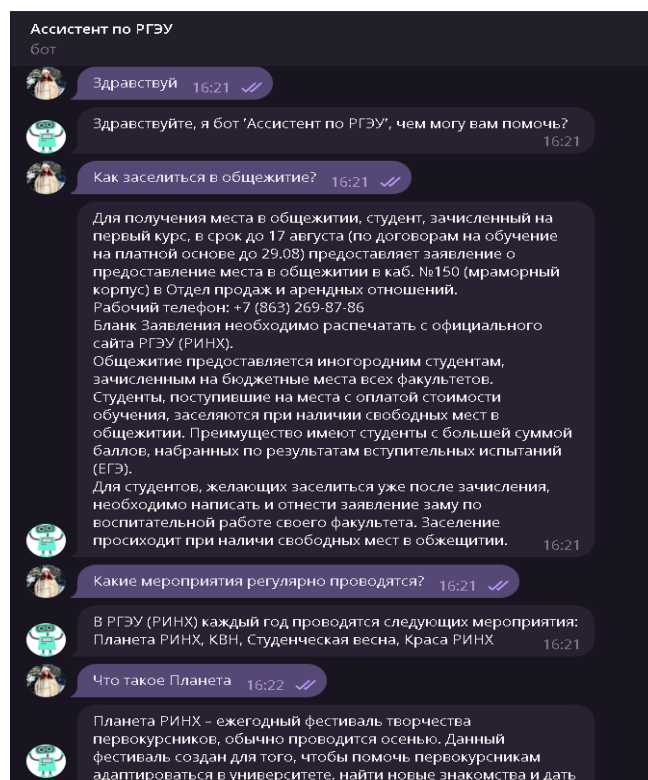 Ассистент по РГЭУ
бот
Здравствуй 16:21
Здравствуйте, я бот 'Ассистент по РГЭУ', чем могу вам помочь?
16:21
Как заселиться в общежитие? 16:21
Для получения места в общежитии, студент, зачисленный на
первый курс, в срок до 17 августа (по договорам на обучение
на платной основе до 29.08) предоставляет заявление о
предоставление места в общежитии в каб. №150 (мраморный
корпус) в Отдел продаж и арендных отношений.
Рабочий телефон: +7 (863) 269-87-86
Бланк Заявления необходимо распечатать с официального
сайта РГЭУ (РИНХ).
Общежитие предоставляется иногородним студентам,
зачисленным на бюджетные места всех факультетов.
Студенты, поступившие на места с оплатой стоимости
обучения, заселяются при наличии свободных мест в
общежитии. Преимущество имеют студенты с большей суммой
баллов, набранных по результатам вступительных испытаний
(ЕГЭ).
Для студентов, желающих заселиться уже после зачисления,
необходимо написать и отнести заявление заму по
воспитательной работе своего факультета. Заселение
просиходит при наличи свободных мест в обжещитии. 16:21
Какие мероприятия регулярно проводятся? 16:21
В РГЭУ (РИНХ) каждый год проводятся следующих мероприятия:
Планета РИНХ, КВН, Студенческая весна, Краса РИНХ 16:21
Что такое Планета 16:22
Планета РИНХ – ежегодный фестиваль творчества
первокурсников, обычно проводится осенью. Данный
фестиваль создан для того, чтобы помочь первокурсникам
адаптироваться в университете, найти новые знакомства и дать